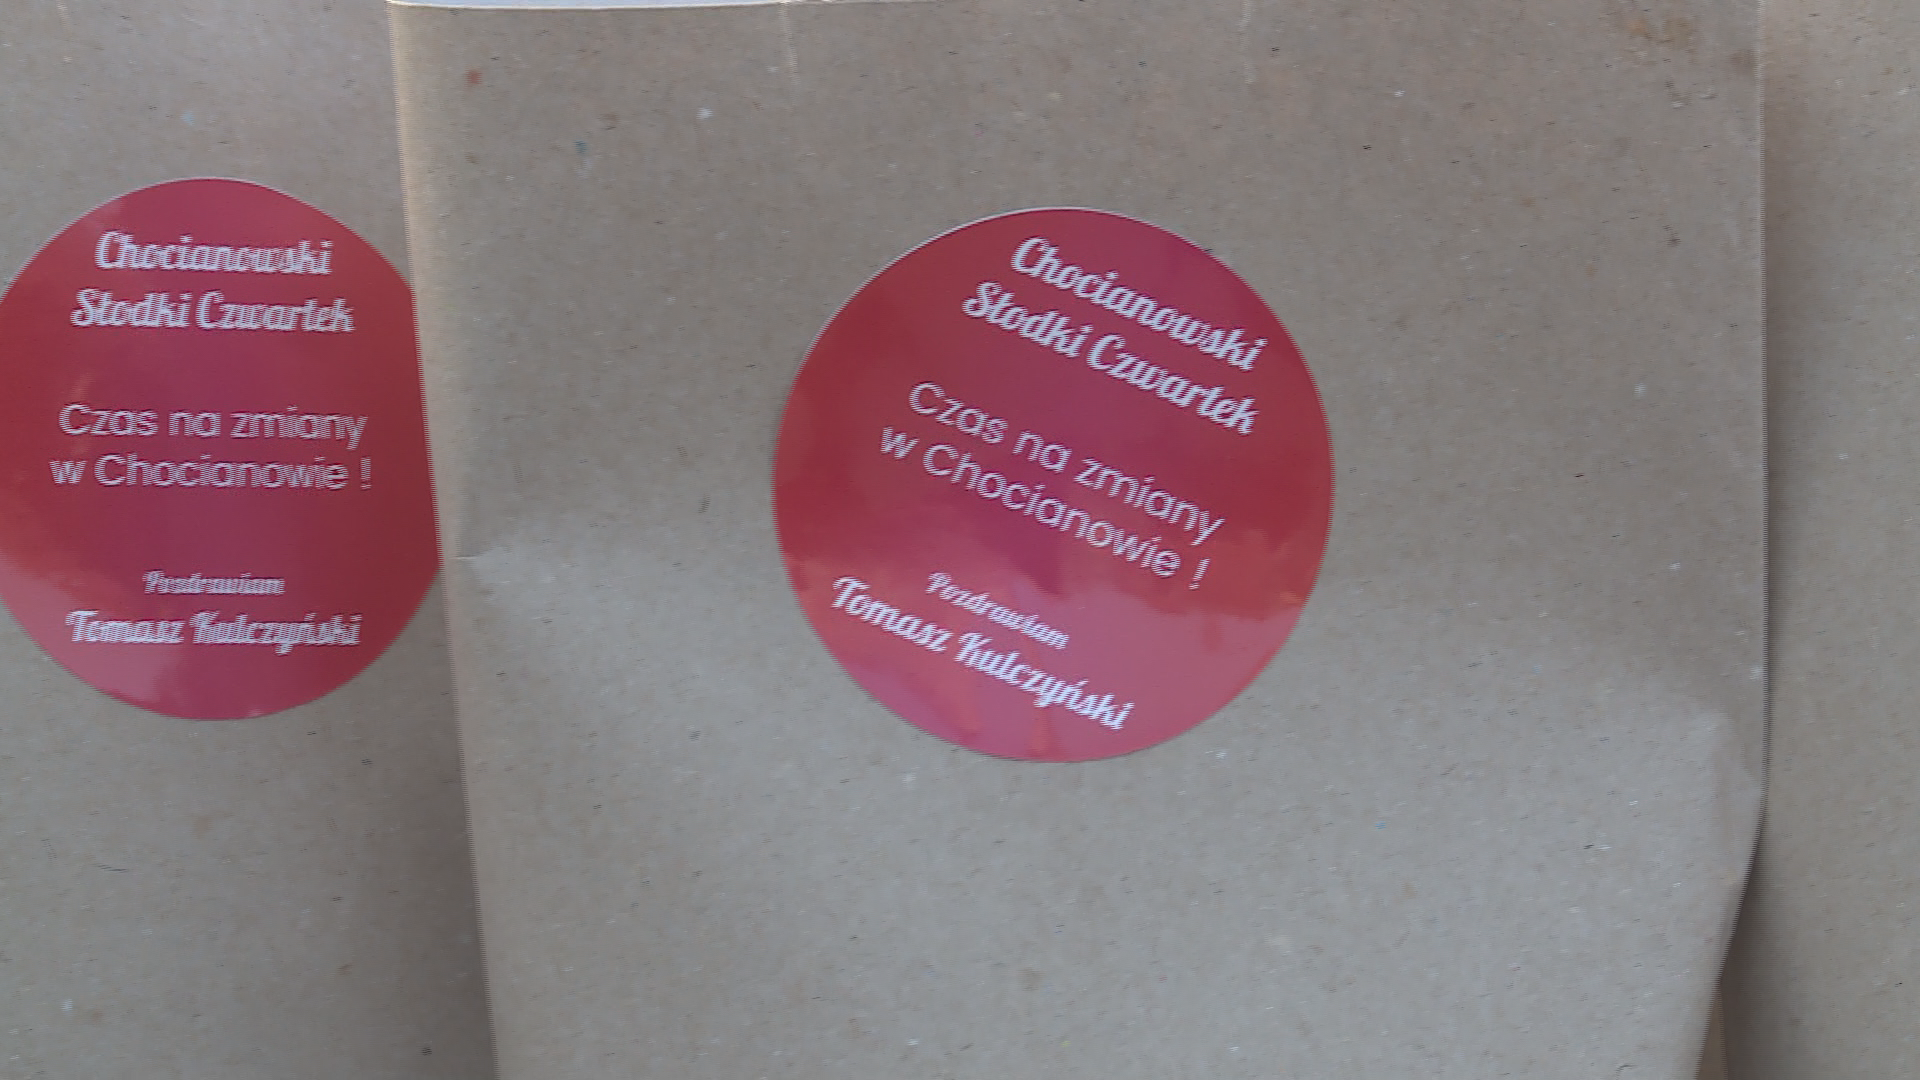 Chocianowski
Słodki Czwartek
Czas na zmiany
w Chocianowie !
Pozdrawiam
Tomasz Kulczyński
Chocianowski
Słodki Czwartek
Czas na zmiany
w Chocianowie !
Pozdrawiam
Tomasz Kulczyński